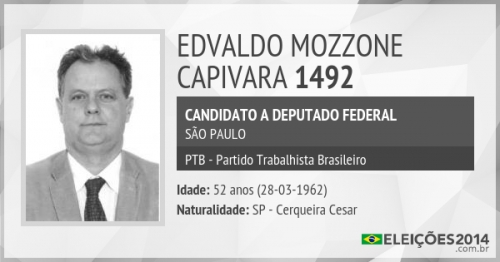 EDVALDO MOZZONE
CAPIVARA 1492
CANDIDATO A DEPUTADO FEDERAL
SÃO PAULO
PTB - Partido Trabalhista Brasileiro
Idade: 52 anos (28-03-1962)
Naturalidade: SP - Cerqueira Cesar
ELEIÇÕES2014
.com.br